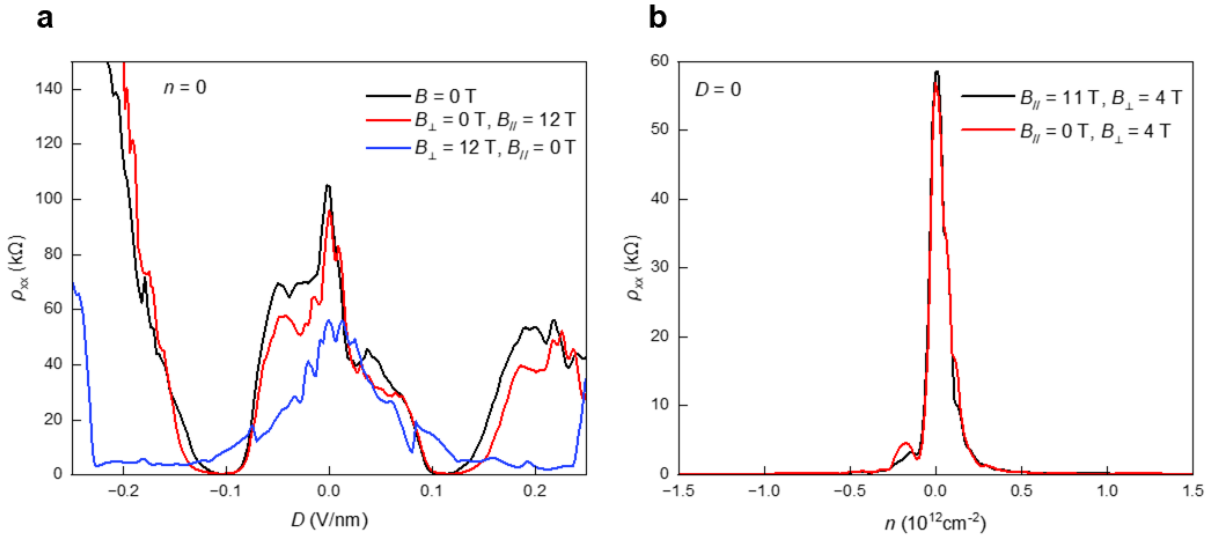 a
n = 0
B = 0 T
B⊥ = 0 T, B// = 12 T
B⊥ = 12 T, B// = 0 T
ρxx (kΩ)
140
120
100
80
60
40
20
0
−0.2
−0.1
0.0
0.1
0.2
D (V/nm)
b
D = 0
B// = 11 T, B⊥ = 4 T
B// = 0 T, B⊥ = 4 T
ρxx (kΩ)
60
50
40
30
20
10
0
−1.5
−1.0
−0.5
0.0
0.5
1.0
1.5
n (10¹²cm⁻²)